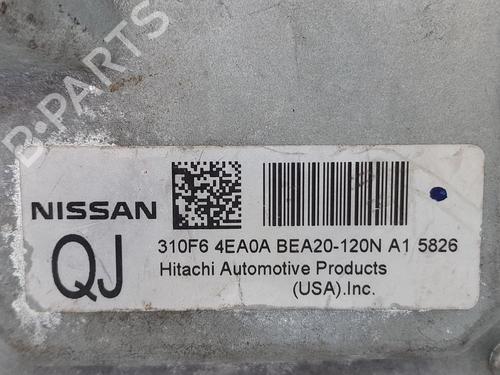 B-PARTS
NISSAN
QJ
310F6 4EA0A BEA20-120N A1 5826
Hitachi Automotive Products
(USA).Inc.